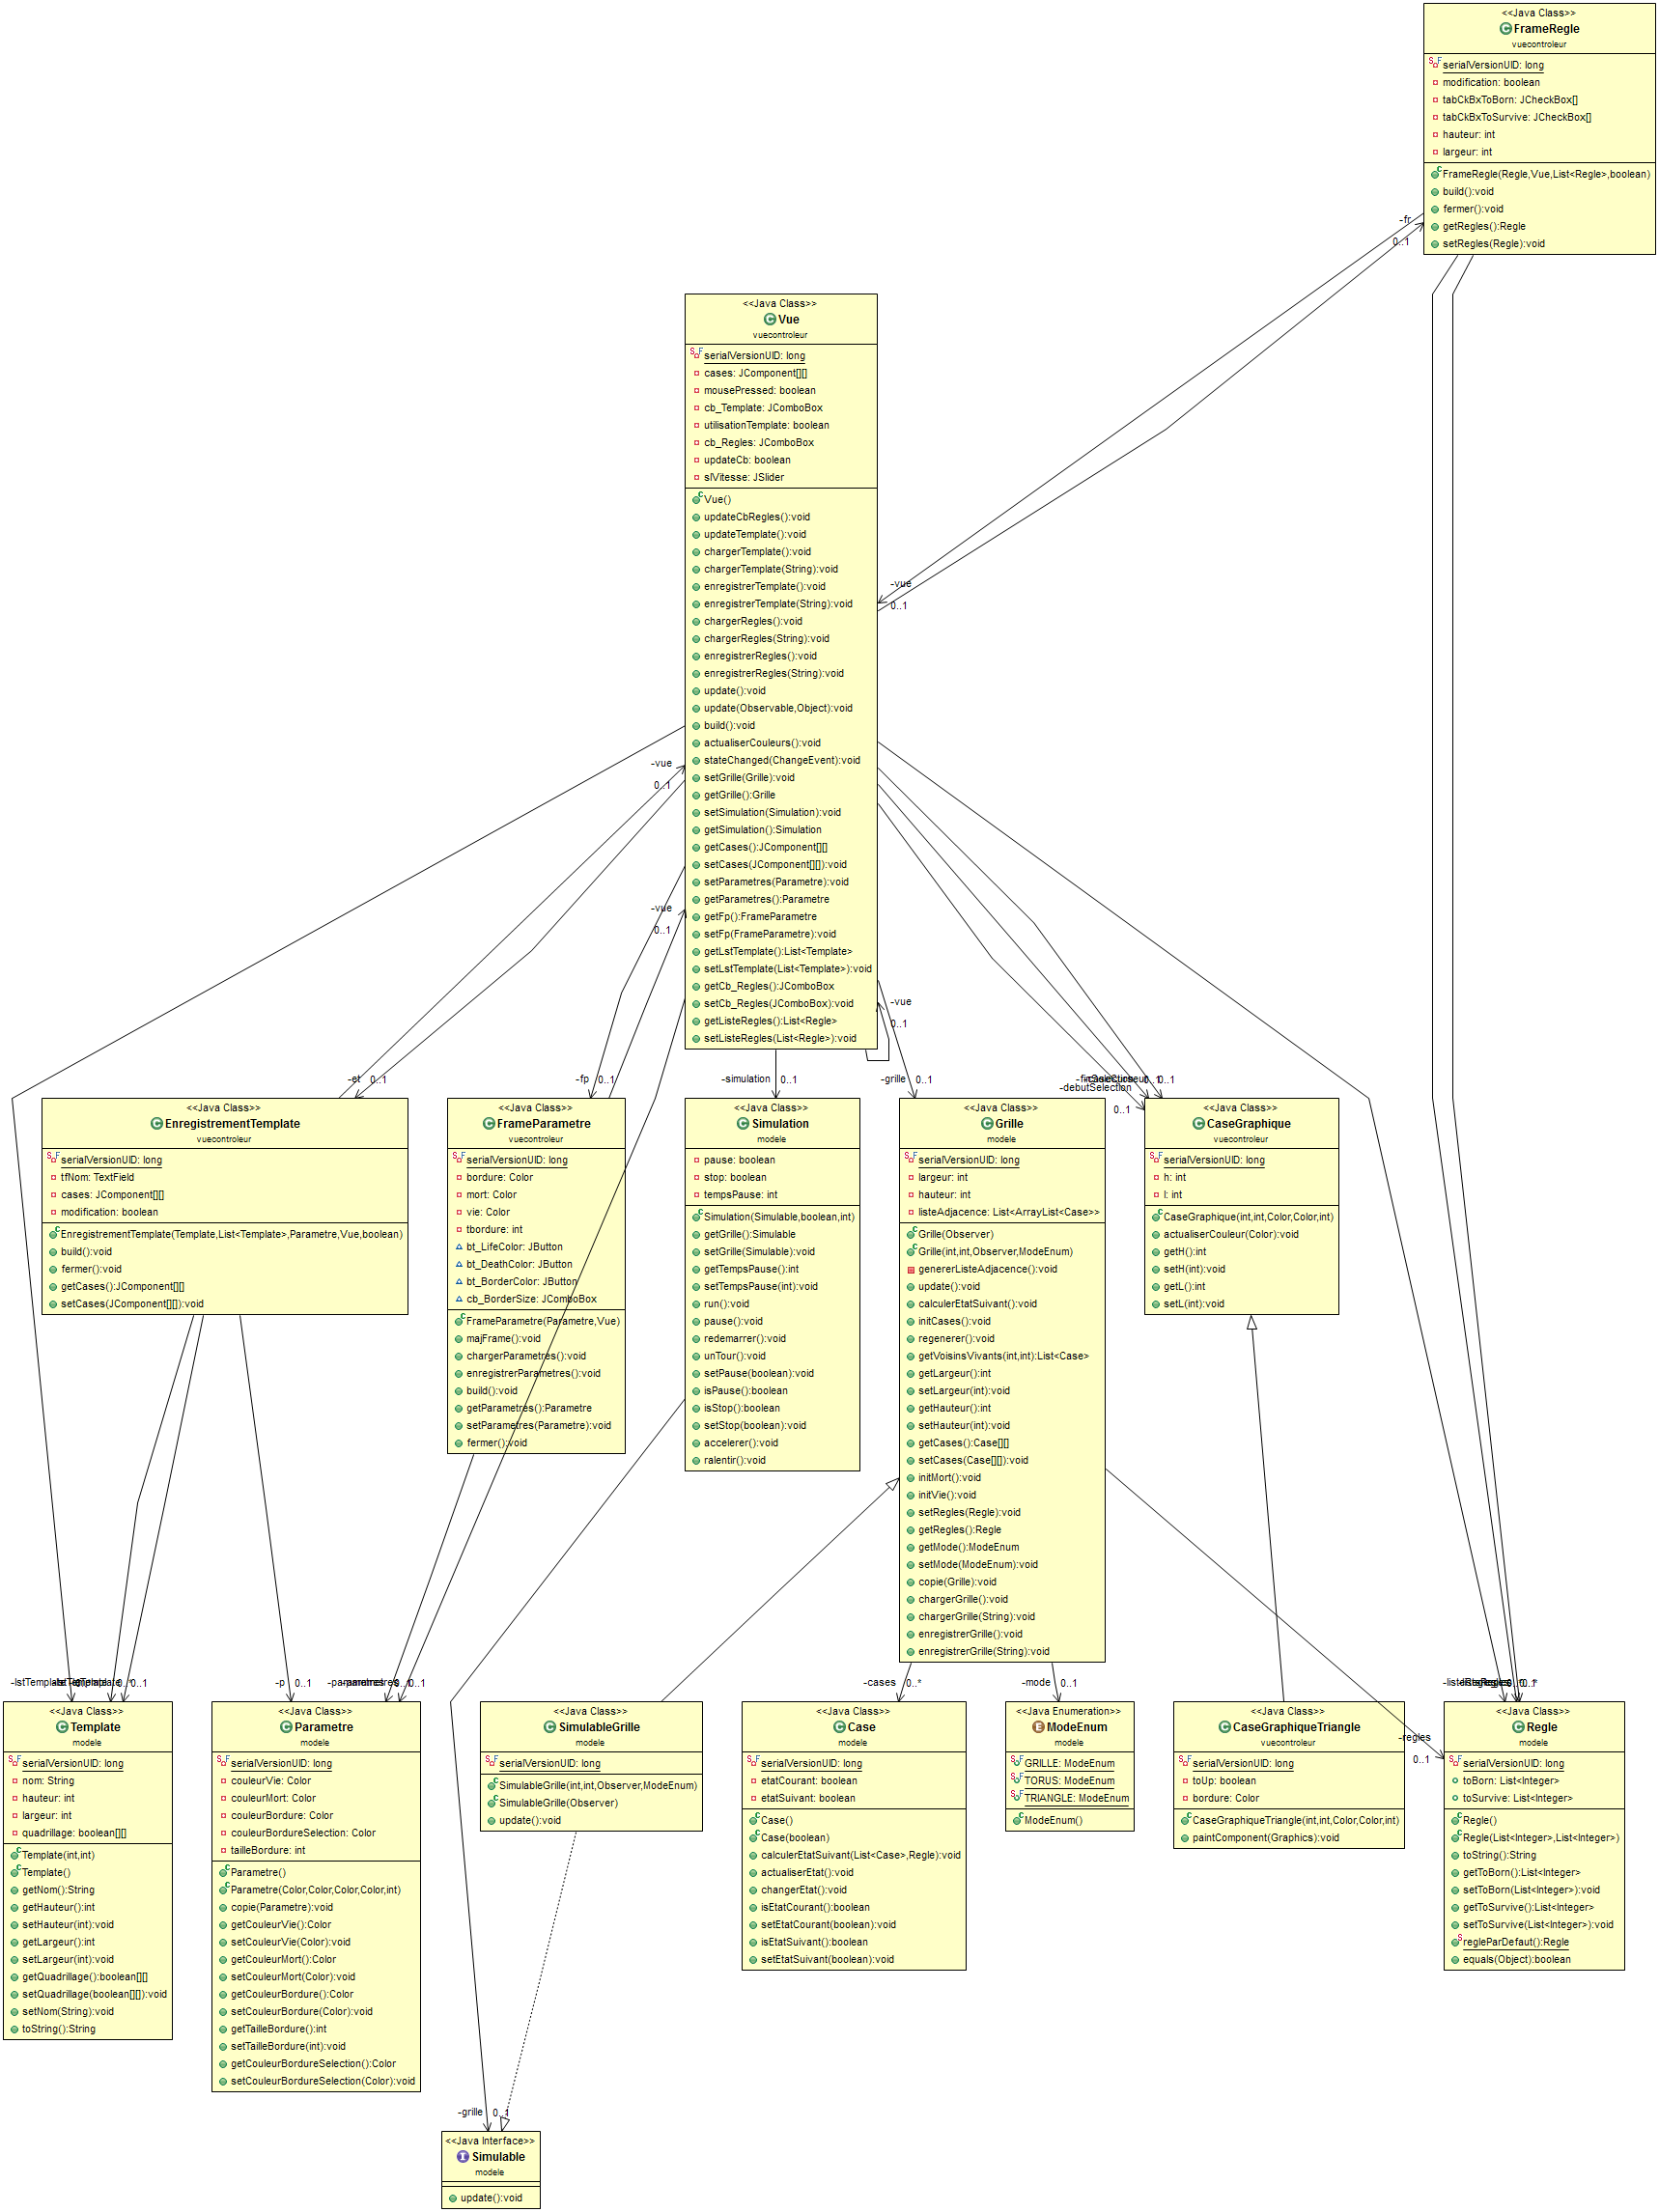 <<Java Class>>
FrameRegle
vuecontroleur
serialVersionUID: long
modification: boolean
tabCkBxToBorn: JCheckBox[]
tabCkBxToSurvive: JCheckBox[]
hauteur: int
largeur: int
FrameRegle(Regle,Vue,List<Regle>,boolean)
build():void
fermer():void
getRegles():Regle
setRegles(Regle):void
-fr
0..1
<<Java Class>>
Vue
vuecontroleur
serialVersionUID: long
cases: JComponent[][]
mousePressed: boolean
cb_Template: JComboBox
utilisationTemplate: boolean
cb_Regles: JComboBox
updateCb: boolean
slVitesse: JSlider
Vue()
updateCbRegles():void
updateTemplate():void
chargerTemplate():void
chargerTemplate(String):void
enregistrerTemplate():void
enregistrerTemplate(String):void
chargerRegles():void
chargerRegles(String):void
enregistrerRegles():void
enregistrerRegles(String):void
update():void
update(Observable,Object):void
build():void
actualiserCouleurs():void
stateChanged(ChangeEvent):void
setGrille(Grille):void
getGrille():Grille
setSimulation(Simulation):void
getSimulation():Simulation
getCases():JComponent[][]
setCases(JComponent[][]):void
setParametres(Parametre):void
getParametres():Parametre
getFp():FrameParametre
setFp(FrameParametre):void
getLstTemplate():List<Template>
setLstTemplate(List<Template>):void
getCb_Regles():JComboBox
setCb_Regles(JComboBox):void
getListeRegles():List<Regle>
setListeRegles(List<Regle>):void
-vue
0..1
-vue
0..1
-vue
0..1
-vue
0..1
-et 0..1
-fp 0..1
-simulation 0..1
-grille 0..1
-debutSelection
0..1
0..1
<<Java Class>>
EnregistrementTemplate
vuecontroleur
serialVersionUID: long
tfNom: TextField
cases: JComponent[][]
modification: boolean
EnregistrementTemplate(Template,List<Template>,Parametre,Vue,boolean)
build():void
fermer():void
getCases():JComponent[][]
setCases(JComponent[][]):void
<<Java Class>>
FrameParametre
vuecontroleur
serialVersionUID: long
bordure: Color
mort: Color
vie: Color
tbordure: int
bt_LifeColor: JButton
bt_DeathColor: JButton
bt_BorderColor: JButton
cb_BorderSize: JComboBox
FrameParametre(Parametre,Vue)
majFrame():void
chargerParametres():void
enregistrerParametres():void
build():void
getParametres():Parametre
setParametres(Parametre):void
fermer():void
<<Java Class>>
Simulation
modele
pause: boolean
stop: boolean
tempsPause: int
Simulation(Simulable,boolean,int)
getGrille():Simulable
setGrille(Simulable):void
getTempsPause():int
setTempsPause(int):void
run():void
pause():void
redemarrer():void
unTour():void
setPause(boolean):void
isPause():boolean
isStop():boolean
setStop(boolean):void
accelerer():void
ralentir():void
<<Java Class>>
Grille
modele
serialVersionUID: long
largeur: int
hauteur: int
listeAdjacence: List<ArrayList<Case>>
Grille(Observer)
Grille(int,int,Observer,ModeEnum)
genererListeAdjacence():void
update():void
calculerEtatSuivant():void
initCases():void
regenerer():void
getVoisinsVivants(int,int):List<Case>
getLargeur():int
setLargeur(int):void
getHauteur():int
setHauteur(int):void
getCases():Case[][]
setCases(Case[][]):void
initMort():void
initVie():void
setRegles(Regle):void
getRegles():Regle
getMode():ModeEnum
setMode(ModeEnum):void
copie(Grille):void
chargerGrille():void
chargerGrille(String):void
enregistrerGrille():void
enregistrerGrille(String):void
<<Java Class>>
CaseGraphique
vuecontroleur
serialVersionUID: long
h: int
l: int
CaseGraphique(int,int,Color,Color,int)
actualiserCouleur(Color):void
getH():int
setH(int):void
getL():int
setL(int):void
-p 0..1
-cases 0..*
-mode 0..1
-regles
0..1
<<Java Class>>
Template
modele
serialVersionUID: long
nom: String
hauteur: int
largeur: int
quadrillage: boolean[][]
Template(int,int)
Template()
getNom():String
getHauteur():int
setHauteur(int):void
getLargeur():int
setLargeur(int):void
getQuadrillage():boolean[][]
setQuadrillage(boolean[][]):void
setNom(String):void
toString():String
<<Java Class>>
Parametre
modele
serialVersionUID: long
couleurVie: Color
couleurMort: Color
couleurBordure: Color
couleurBordureSelection: Color
tailleBordure: int
Parametre()
Parametre(Color,Color,Color,Color,int)
copie(Parametre):void
getCouleurVie():Color
setCouleurVie(Color):void
getCouleurMort():Color
setCouleurMort(Color):void
getCouleurBordure():Color
setCouleurBordure(Color):void
getTailleBordure():int
setTailleBordure(int):void
getCouleurBordureSelection():Color
setCouleurBordureSelection(Color):void
<<Java Class>>
SimulableGrille
modele
serialVersionUID: long
SimulableGrille(int,int,Observer,ModeEnum)
SimulableGrille(Observer)
update():void
<<Java Class>>
Case
modele
serialVersionUID: long
etatCourant: boolean
etatSuivant: boolean
Case()
Case(boolean)
calculerEtatSuivant(List<Case>,Regle):void
actualiserEtat():void
changerEtat():void
isEtatCourant():boolean
setEtatCourant(boolean):void
isEtatSuivant():boolean
setEtatSuivant(boolean):void
<<Java Enumeration>>
ModeEnum
modele
GRILLE: ModeEnum
TORUS: ModeEnum
TRIANGLE: ModeEnum
ModeEnum()
<<Java Class>>
CaseGraphiqueTriangle
vuecontroleur
serialVersionUID: long
toUp: boolean
bordure: Color
CaseGraphiqueTriangle(int,int,Color,Color,int)
paintComponent(Graphics):void
<<Java Class>>
Regle
modele
serialVersionUID: long
toBorn: List<Integer>
toSurvive: List<Integer>
Regle()
Regle(List<Integer>,List<Integer>)
toString():String
getToBorn():List<Integer>
setToBorn(List<Integer>):void
getToSurvive():List<Integer>
setToSurvive(List<Integer>):void
regleParDefaut():Regle
equals(Object):boolean
-grille 0..1
<<Java Interface>>
Simulable
modele
update():void